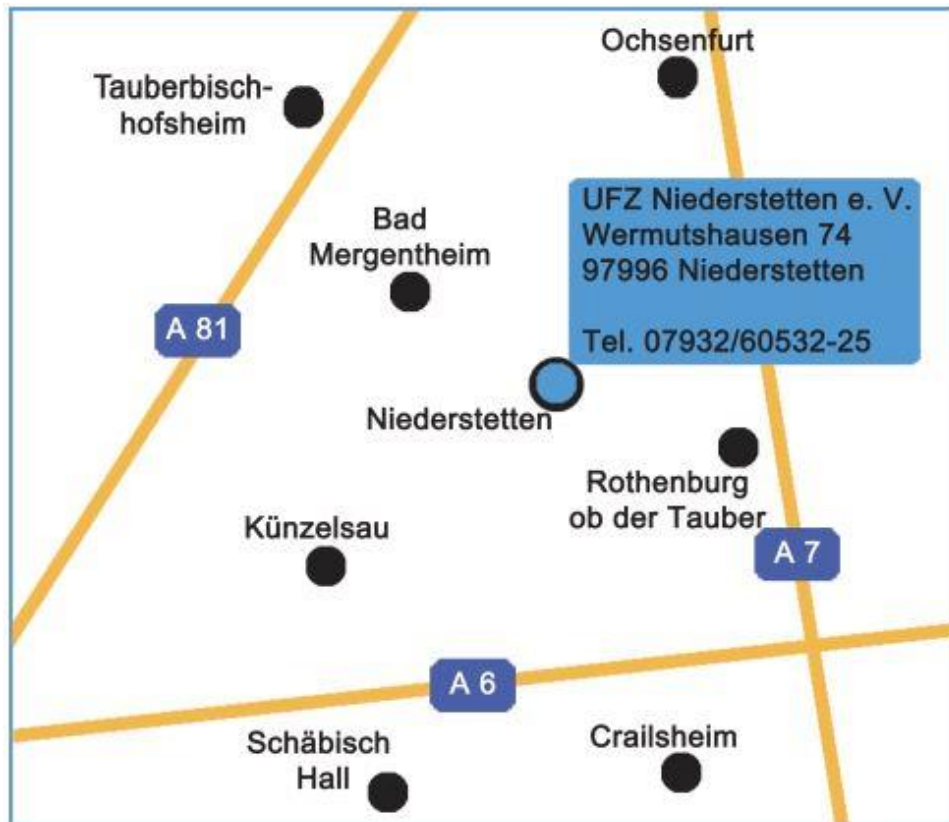 Ochsenfurt
Tauberbisch-
hofsheim
UFZ Niederstetten e. V.
Wermutshausen 74
97996 Niederstetten
Tel. 07932/60532-25
Bad
Mergentheim
A 81
Niederstetten
Rothenburg
ob der Tauber
Künzelsau
A 7
A 6
Schäbisch
Hall
Crailsheim